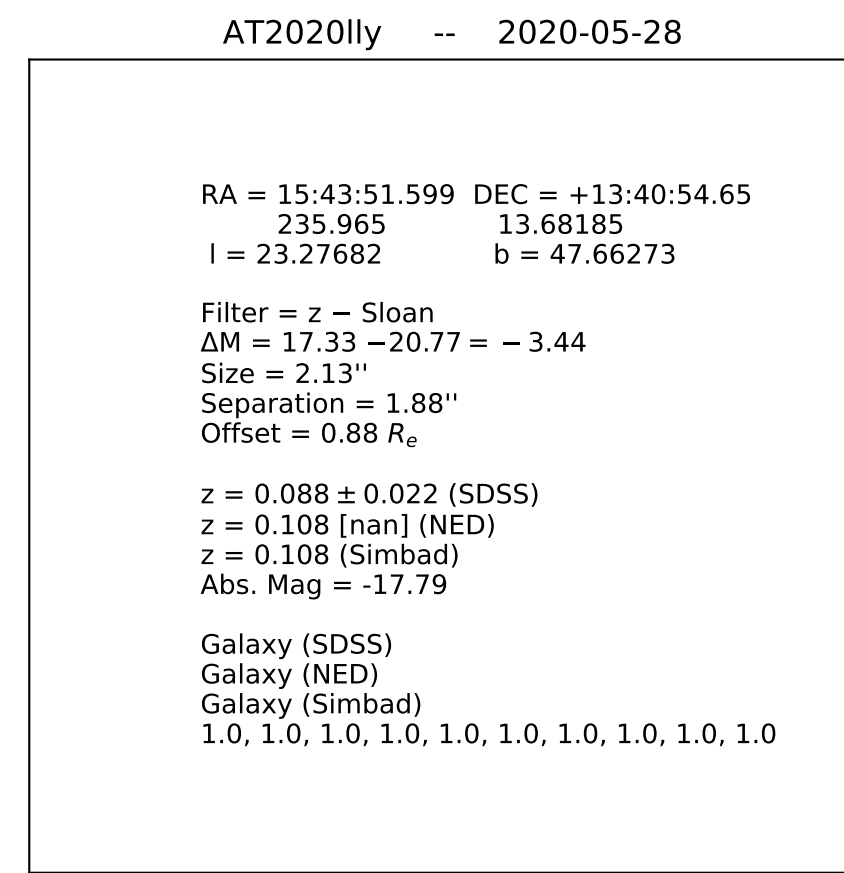 AT2020lly -- 2020-05-28
RA = 15:43:51.599 DEC = +13:40:54.65
235.965 13.68185
l = 23.27682 b = 47.66273
Filter = z − Sloan
ΔM = 17.33 −20.77 = − 3.44
Size = 2.13''
Separation = 1.88''
Offset = 0.88 Rₑ
z = 0.088 ± 0.022 (SDSS)
z = 0.108 [nan] (NED)
z = 0.108 (Simbad)
Abs. Mag = -17.79
Galaxy (SDSS)
Galaxy (NED)
Galaxy (Simbad)
1.0, 1.0, 1.0, 1.0, 1.0, 1.0, 1.0, 1.0, 1.0, 1.0